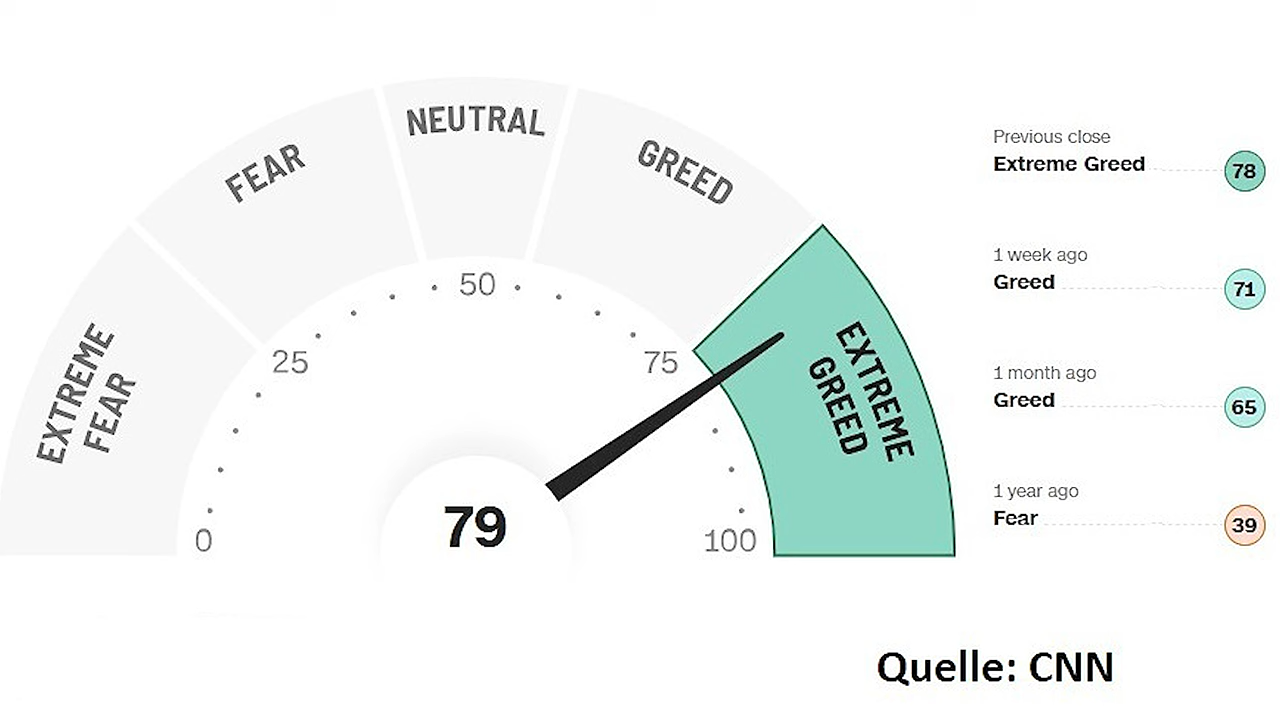 EXTREME
FEAR
FEAR
NEUTRAL
GREED
EXTREME
GREED
0
25
50
75
100
79
Previous close
Extreme Greed 78
1 week ago
Greed 71
1 month ago
Greed 65
1 year ago
Fear 39
Quelle: CNN